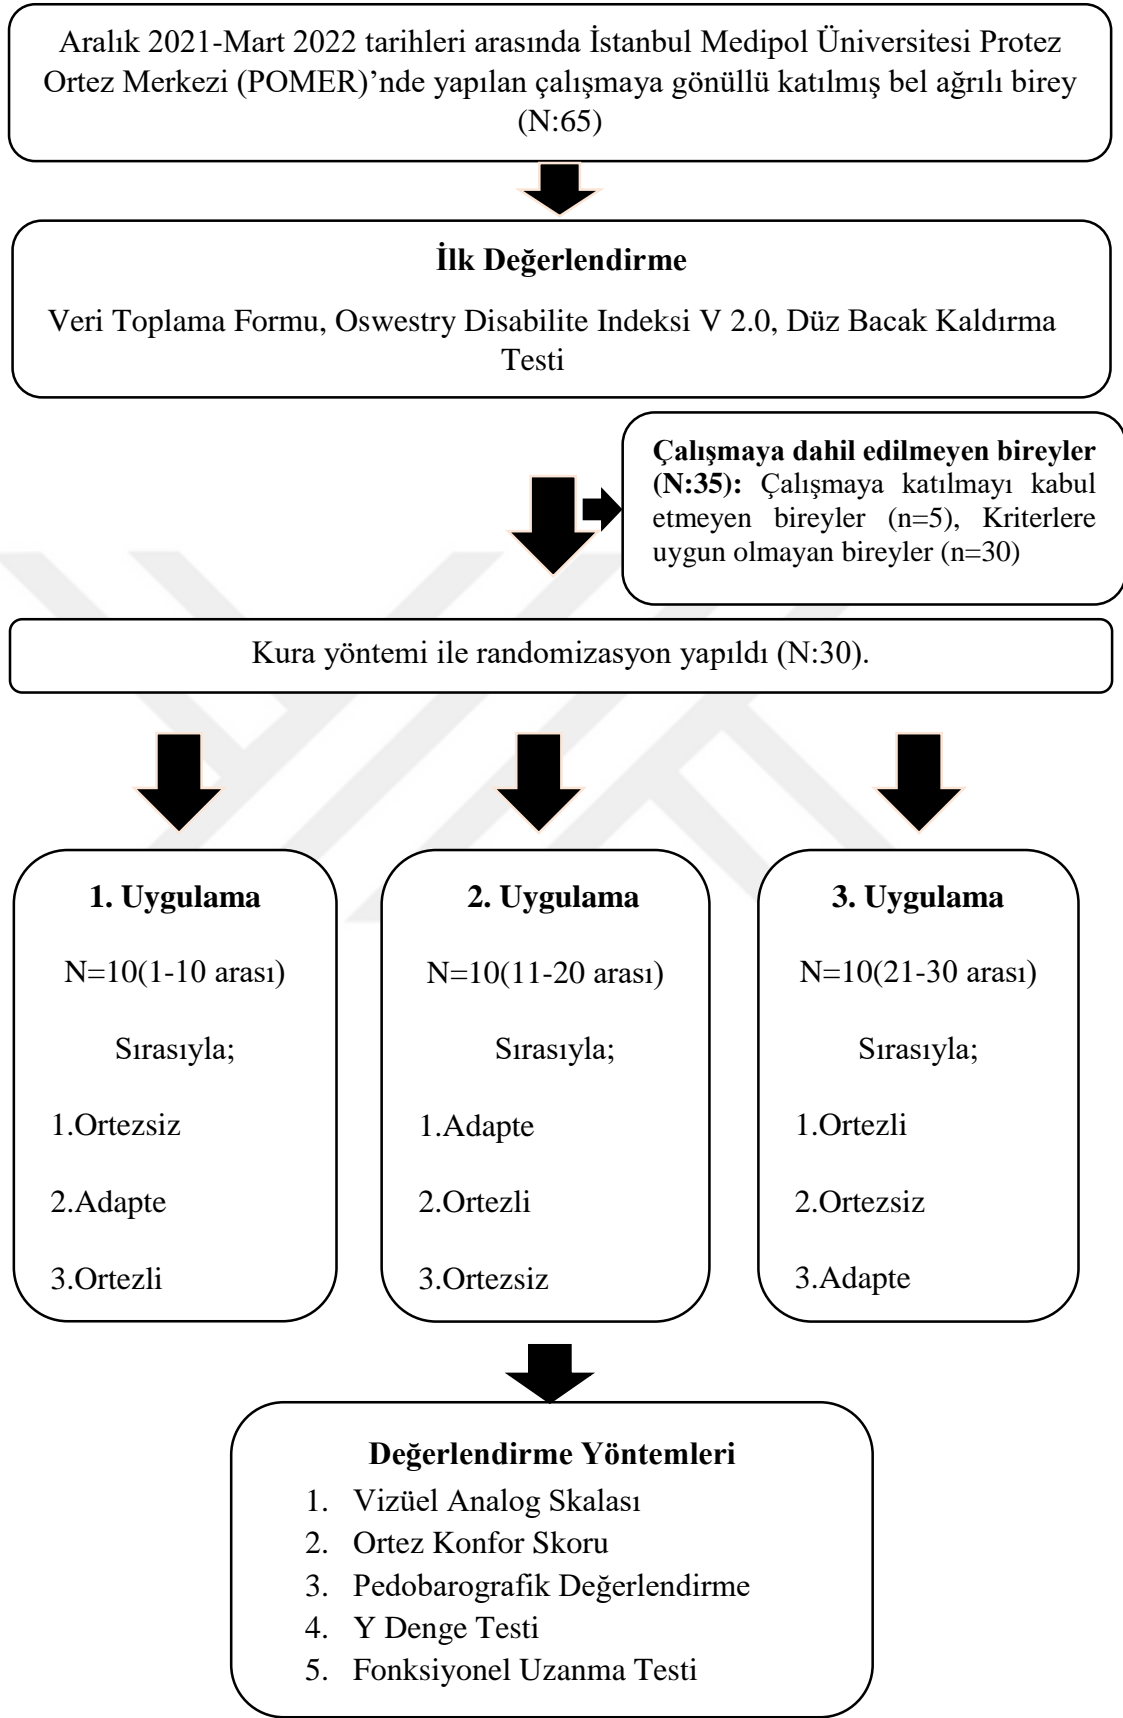 Aralık 2021-Mart 2022 tarihleri arasında İstanbul Medipol Üniversitesi Protez
Ortez Merkezi (POMER)’nde yapılan çalışmaya gönüllü katılmış bel ağrılı birey
(N:65)
İlk Değerlendirme
Veri Toplama Formu, Oswestry Disabilite Indeksi V 2.0, Düz Bacak Kaldırma
Testi
Çalışmaya dahil edilmeyen bireyler
(N:35): Çalışmaya katılmayı kabul
etmeyen bireyler (n=5), Kriterlere
uygun olmayan bireyler (n=30)
Kura yöntemi ile randomizasyon yapıldı (N:30).
1. Uygulama
N=10(1-10 arası)
Sırasıyla;
1.Ortezsiz
2.Adapte
3.Ortezli
2. Uygulama
N=10(11-20 arası)
Sırasıyla;
1.Adapte
2.Ortezli
3.Ortezsiz
3. Uygulama
N=10(21-30 arası)
Sırasıyla;
1.Ortezli
2.Ortezsiz
3.Adapte
Değerlendirme Yöntemleri
1. Vizüel Analog Skalası
2. Ortez Konfor Skoru
3. Pedobarografik Değerlendirme
4. Y Denge Testi
5. Fonksiyonel Uzanma Testi